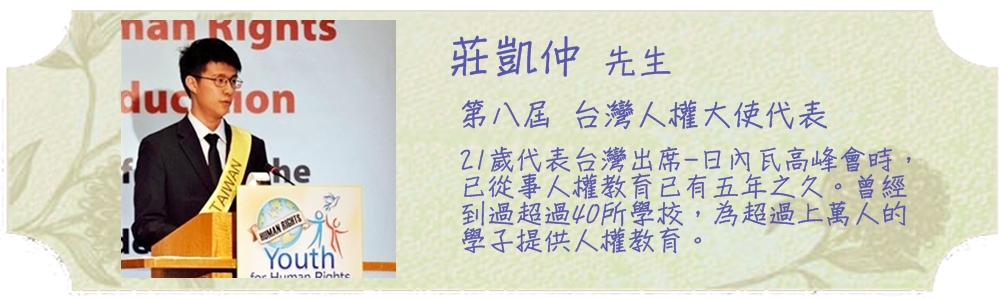 man Rights
ducation
for the
d&
TAIWAN
HUMAN RIGHTS
Youth
for Human Rights
莊凱仲 先生
第八屆 台灣人權大使代表
21歲代表台灣出席-日內瓦高峰會時，
已從事人權教育已有五年之久。曾經
到過超過40所學校，為超過上萬人的
學子提供人權教育。